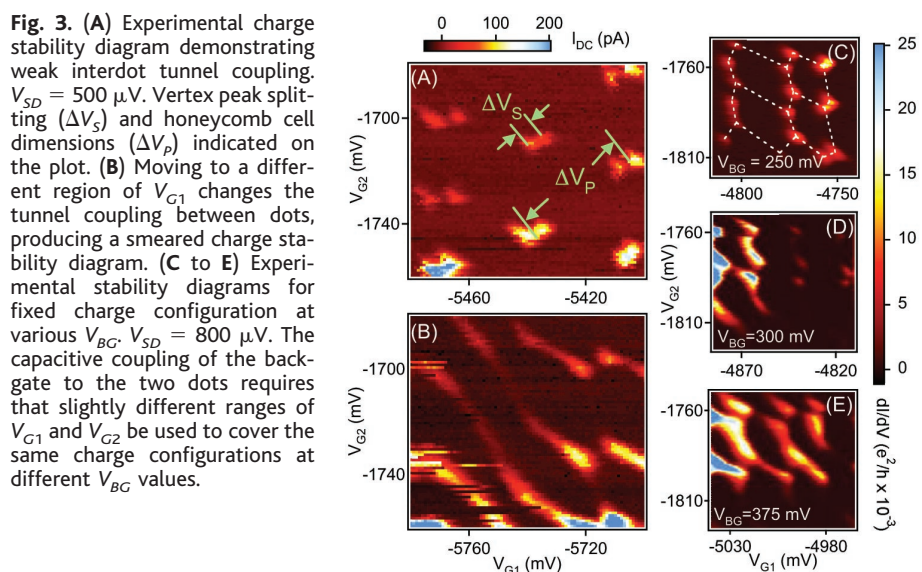 Fig. 3. (A) Experimental charge
stability diagram demonstrating
weak interdot tunnel coupling.
V_SD = 500 μV. Vertex peak split-
ting (ΔV_S) and honeycomb cell
dimensions (ΔV_P) indicated on
the plot. (B) Moving to a differ-
ent region of V_G1 changes the
tunnel coupling between dots,
producing a smeared charge sta-
bility diagram. (C to E) Experi-
mental stability diagrams for
fixed charge configuration at
various V_BG. V_SD = 800 μV. The
capacitive coupling of the back-
gate to the two dots requires
that slightly different ranges of
V_G1 and V_G2 be used to cover the
same charge configurations at
different V_BG values.
0 100 200
I_DC (pA)
(A)
ΔV_S
ΔV_P
-1700
-1740
V_G2 (mV)
-5460 -5420
(B)
-1700
-1740
V_G2 (mV)
-5760 -5720
V_G1 (mV)
(C)
-1760
-1810
V_BG = 250 mV
-4800 -4750
(D)
-1760
-1810
V_G2 (mV)
V_BG=300 mV
-4870 -4820
(E)
-1760
-1810
V_BG=375 mV
-5030 -4980
V_G1 (mV)
25
20
15
10
5
0
dI/dV (e²/h x 10⁻³)